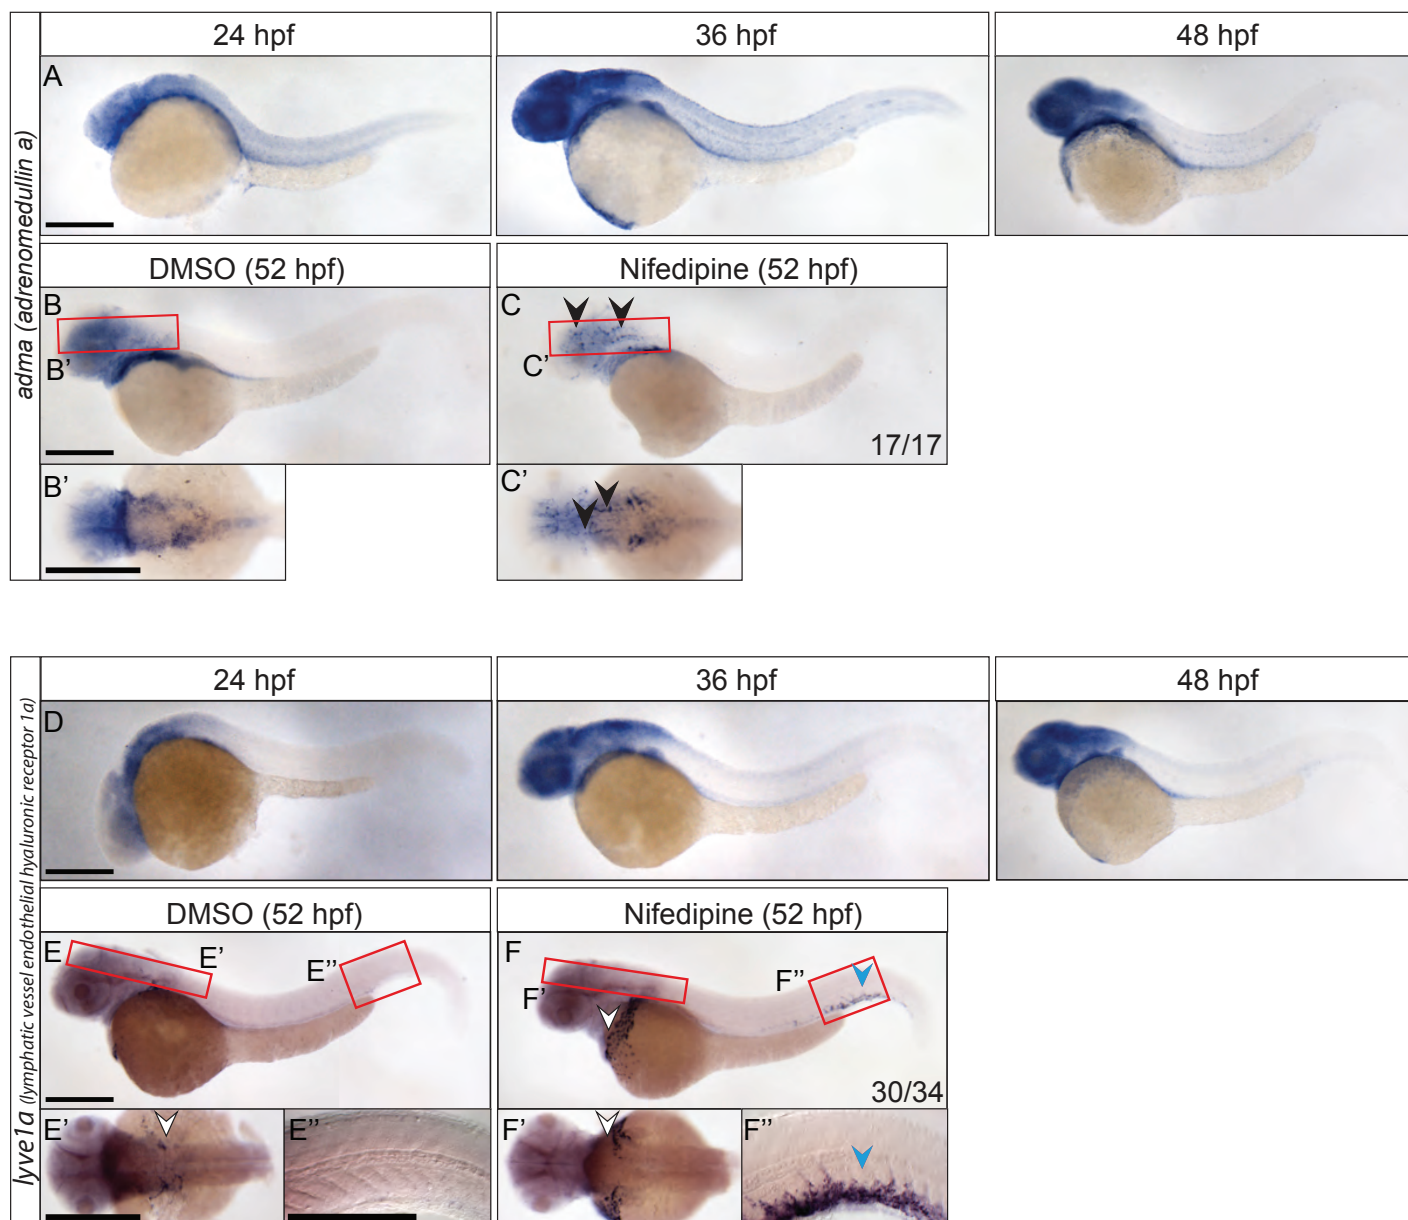 adma (adrenomedullin a)
24 hpf
36 hpf
48 hpf
A
DMSO (52 hpf)
Nifedipine (52 hpf)
B
B’
C
C’
17/17
B’
C’
lyve1a (lymphatic vessel endothelial hyaluronic receptor 1a)
24 hpf
36 hpf
48 hpf
D
DMSO (52 hpf)
Nifedipine (52 hpf)
E
E’
E’’
F
F’
F’’
30/34
E’
E’’
F’
F’’